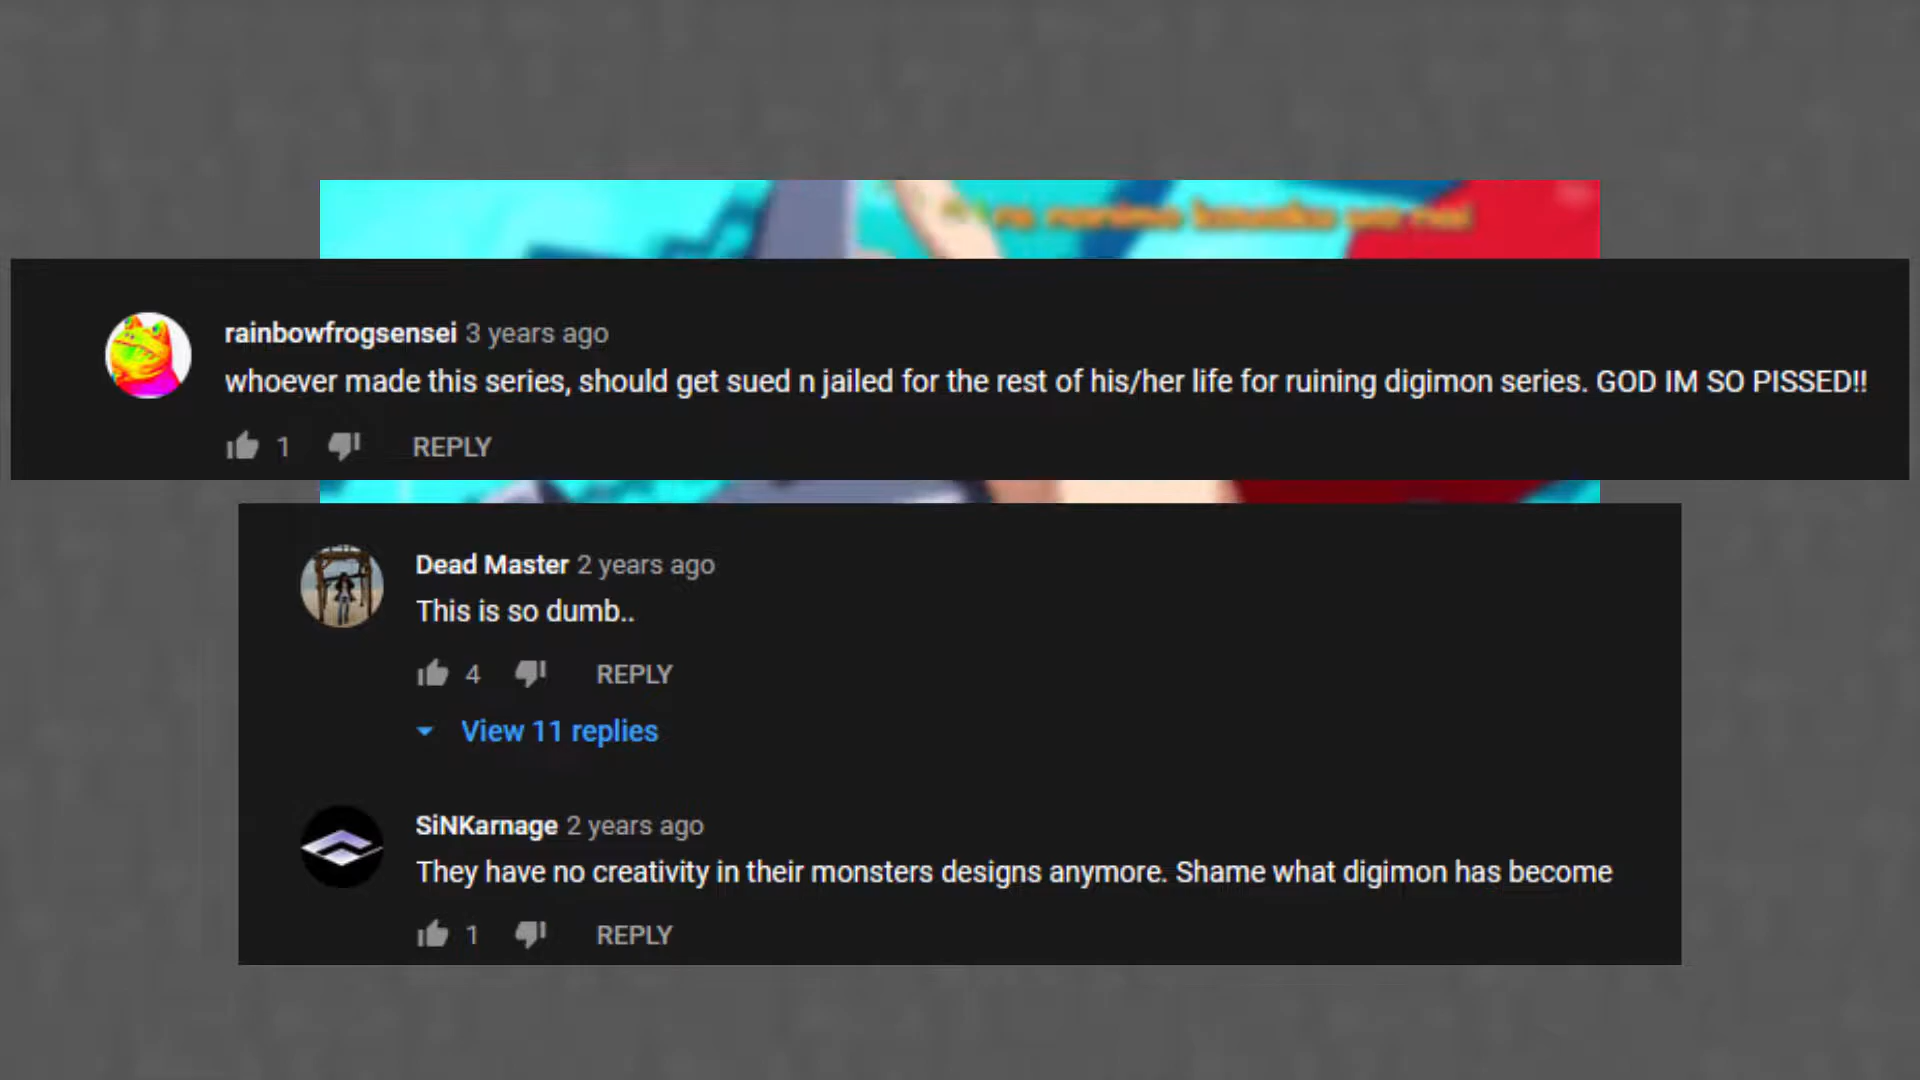 rainbowfrogsensei 3 years ago
whoever made this series, should get sued n jailed for the rest of his/her life for ruining digimon series. GOD IM SO PISSED!!
1 REPLY
Dead Master 2 years ago
This is so dumb..
4 REPLY
View 11 replies
SiNKarnage 2 years ago
They have no creativity in their monsters designs anymore. Shame what digimon has become
1 REPLY